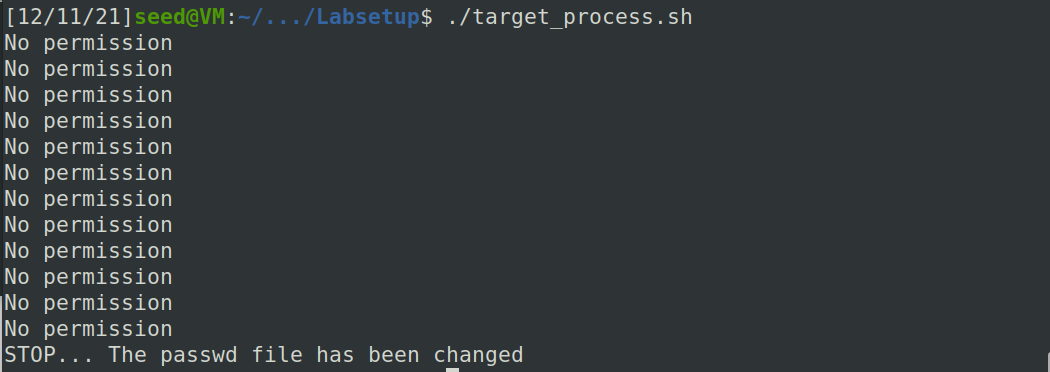 [12/11/21]seed@VM:~/.../Labsetup$ ./target_process.sh
No permission
No permission
No permission
No permission
No permission
No permission
No permission
No permission
No permission
No permission
No permission
No permission
STOP... The passwd file has been changed